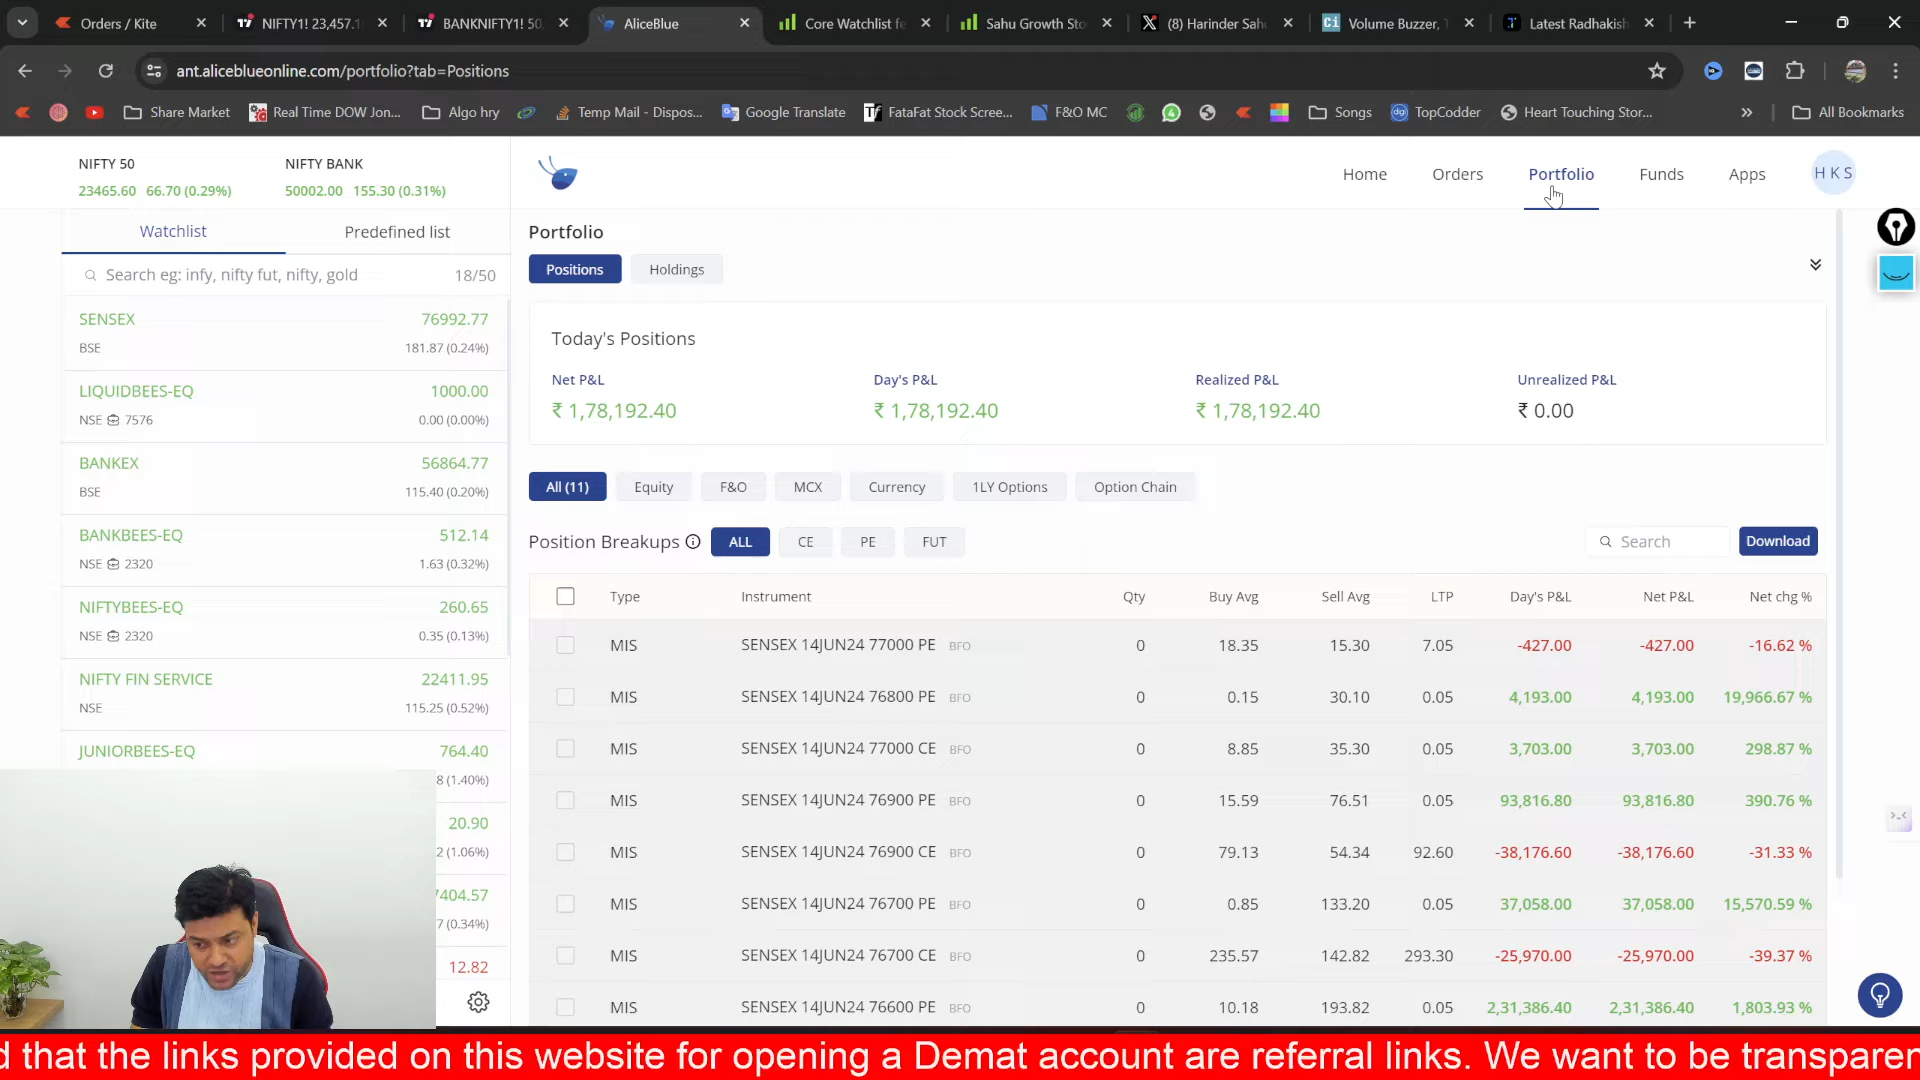 Orders / Kite
NIFTY1! 23,457.1
BANKNIFTY1! 50,
AliceBlue
Core Watchlist fe
Sahu Growth Sto
(8) Harinder Sahu
Volume Buzzer, T
Latest Radhakish
ant.aliceblueonline.com/portfolio?tab=Positions
Share Market
Real Time DOW Jon...
Algo hry
Temp Mail - Dispos...
Google Translate
FataFat Stock Scree...
F&O MC
Songs
TopCodder
Heart Touching Stor...
All Bookmarks
NIFTY 50
23465.60 66.70 (0.29%)
NIFTY BANK
50002.00 155.30 (0.31%)
Home Orders Portfolio Funds Apps H K S
Watchlist Predefined list
Search eg: infy, nifty fut, nifty, gold 18/50
SENSEX 76992.77
BSE 181.87 (0.24%)
LIQUIDBEES-EQ 1000.00
NSE 7576 0.00 (0.00%)
BANKEX 56864.77
BSE 115.40 (0.20%)
BANKBEES-EQ 512.14
NSE 2320 1.63 (0.32%)
NIFTYBEES-EQ 260.65
NSE 2320 0.35 (0.13%)
NIFTY FIN SERVICE 22411.95
NSE 115.25 (0.52%)
JUNIORBEES-EQ 764.40
8 (1.40%)
20.90
2 (1.06%)
7404.57
7 (0.34%)
12.82
Portfolio
Positions Holdings
Today's Positions
Net P&L Day's P&L Realized P&L Unrealized P&L
₹ 1,78,192.40 ₹ 1,78,192.40 ₹ 1,78,192.40 ₹ 0.00
All (11) Equity F&O MCX Currency 1LY Options Option Chain
Position Breakups ALL CE PE FUT Search Download
Type Instrument Qty Buy Avg Sell Avg LTP Day's P&L Net P&L Net chg %
MIS SENSEX 14JUN24 77000 PE BFO 0 18.35 15.30 7.05 -427.00 -427.00 -16.62 %
MIS SENSEX 14JUN24 76800 PE BFO 0 0.15 30.10 0.05 4,193.00 4,193.00 19,966.67 %
MIS SENSEX 14JUN24 77000 CE BFO 0 8.85 35.30 0.05 3,703.00 3,703.00 298.87 %
MIS SENSEX 14JUN24 76900 PE BFO 0 15.59 76.51 0.05 93,816.80 93,816.80 390.76 %
MIS SENSEX 14JUN24 76900 CE BFO 0 79.13 54.34 92.60 -38,176.60 -38,176.60 -31.33 %
MIS SENSEX 14JUN24 76700 PE BFO 0 0.85 133.20 0.05 37,058.00 37,058.00 15,570.59 %
MIS SENSEX 14JUN24 76700 CE BFO 0 235.57 142.82 293.30 -25,970.00 -25,970.00 -39.37 %
MIS SENSEX 14JUN24 76600 PE BFO 0 10.18 193.82 0.05 2,31,386.40 2,31,386.40 1,803.93 %
d that the links provided on this website for opening a Demat account are referral links. We want to be transparen